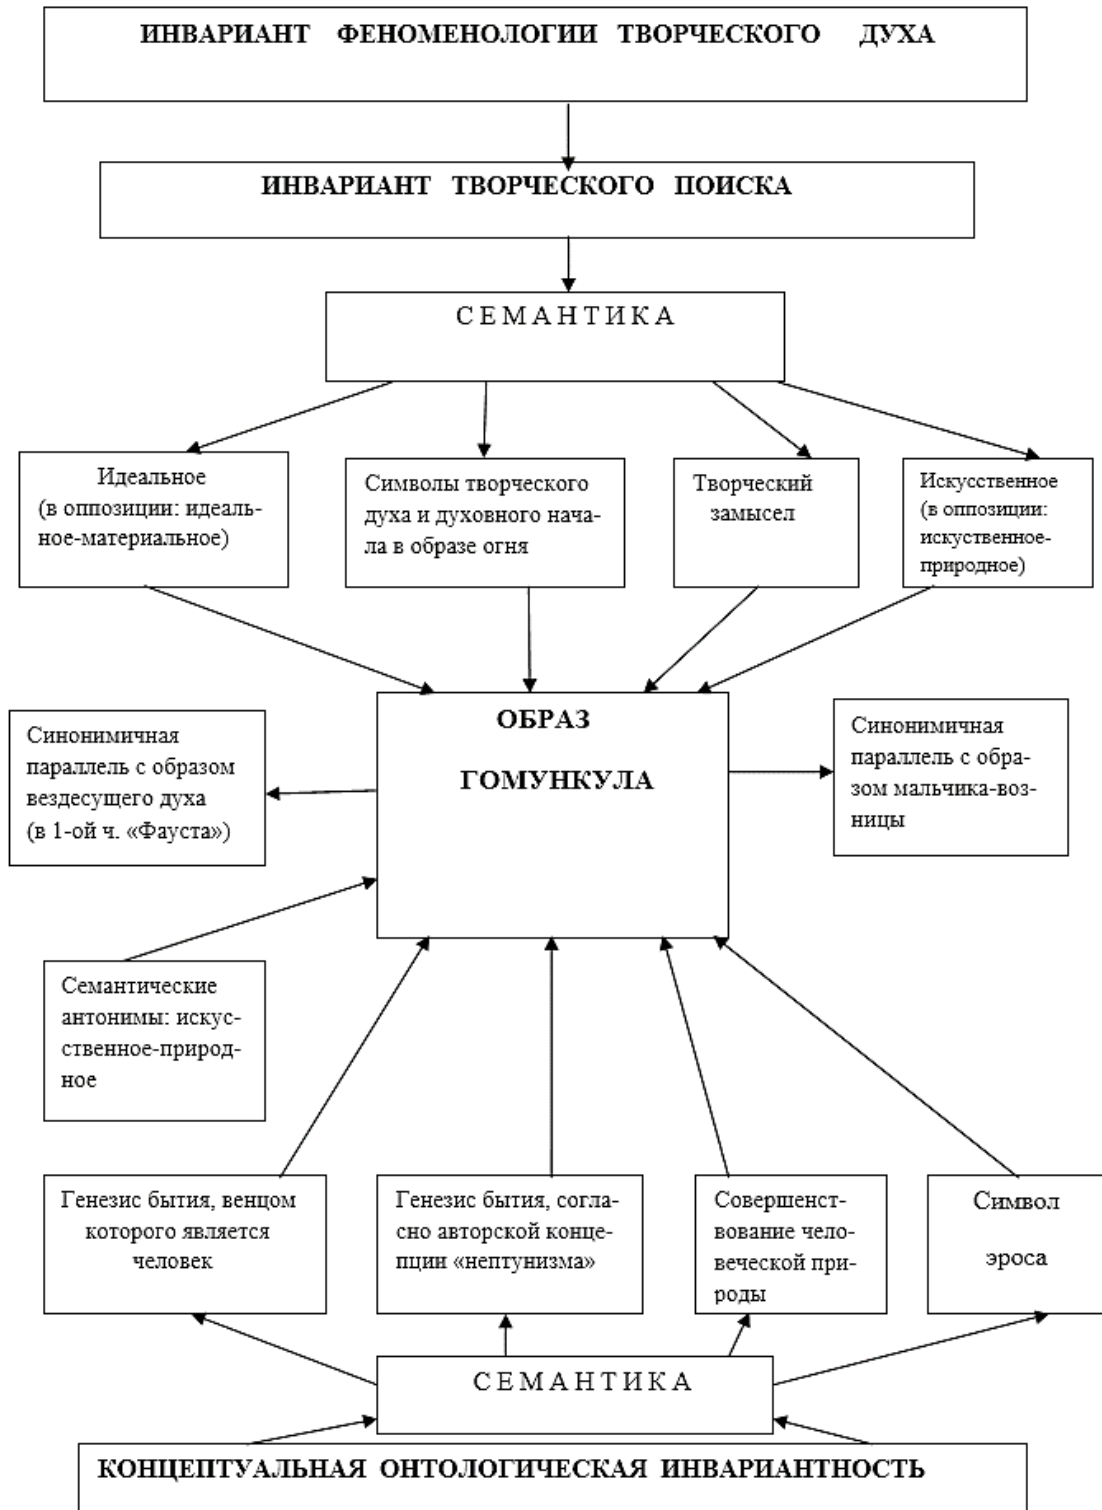 ИНВАРИАНТ ФЕНОМЕНОЛОГИИ ТВОРЧЕСКОГО ДУХА
ИНВАРИАНТ ТВОРЧЕСКОГО ПОИСКА
С Е М А Н Т И К А
Идеальное
(в оппозиции: идеаль-
ное-материальное)
Символы творческого
духа и духовного нача-
ла в образе огня
Творческий
замысел
Искусственное
(в оппозиции:
искуственное-
природное)
ОБРАЗ
ГОМУНКУЛА
Синонимичная
параллель с образом
вездесущего духа
(в 1-ой ч. «Фауста»)
Синонимичная
параллель с обра-
зом мальчика-воз-
ницы
Семантические
антонимы: искус-
ственное-природ-
ное
Генезис бытия, венцом
которого является
человек
Генезис бытия, согла-
сно авторской конце-
пции «нептунизма»
Совершенст-
вование чело-
веческой при-
роды
Символ
эроса
С Е М А Н Т И К А
КОНЦЕПТУАЛЬНАЯ ОНТОЛОГИЧЕСКАЯ ИНВАРИАНТНОСТЬ